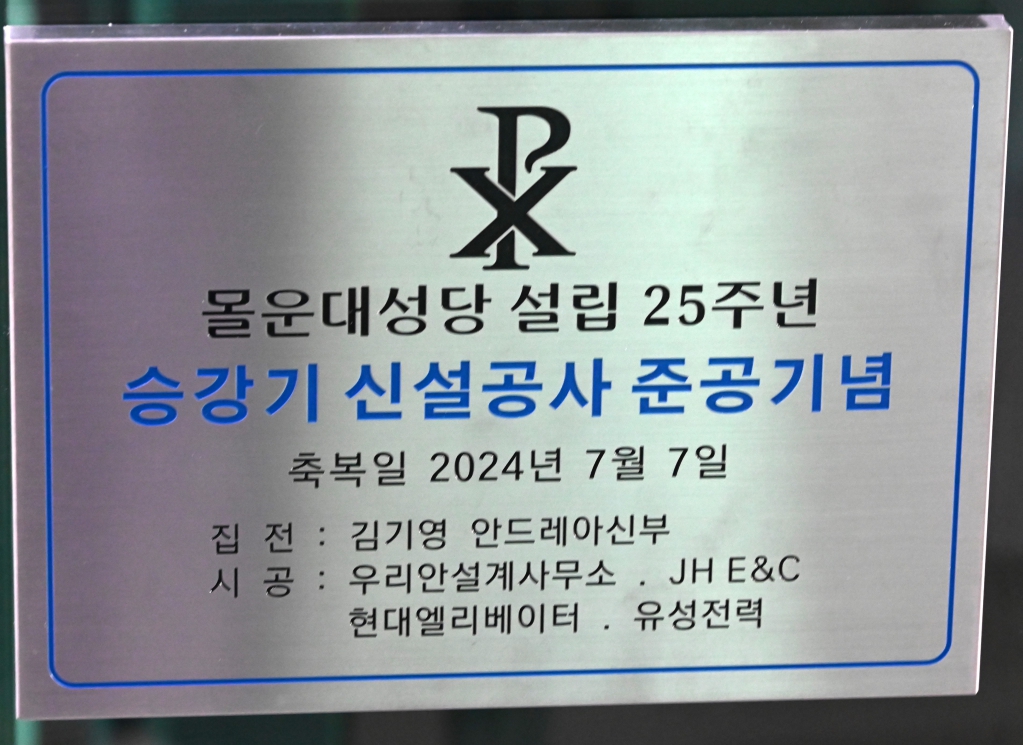 몰운대성당 설립 25주년
승강기 신설공사 준공기념
축복일 2024년 7월 7일
집 전 : 김기영 안드레아신부
시 공 : 우리안설계사무소 . JH E&C
현대엘리베이터 . 유성전력